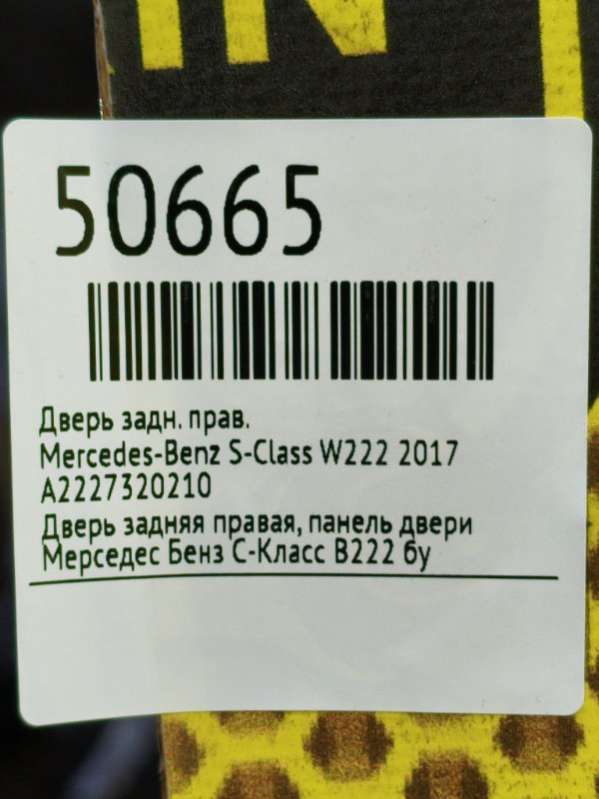 IN
50665
Дверь задн. прав.
Mercedes-Benz S-Class W222 2017
A2227320210
Дверь задняя правая, панель двери
Мерседес Бенз С-Класс В222 бу